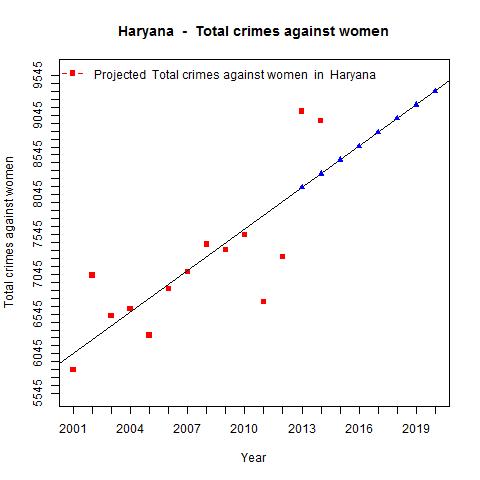 Haryana - Total crimes against women
Projected Total crimes against women in Haryana
Total crimes against women
9545
9045
8545
8045
7545
7045
6545
6045
5545
2001 2004 2007 2010 2013 2016 2019
Year